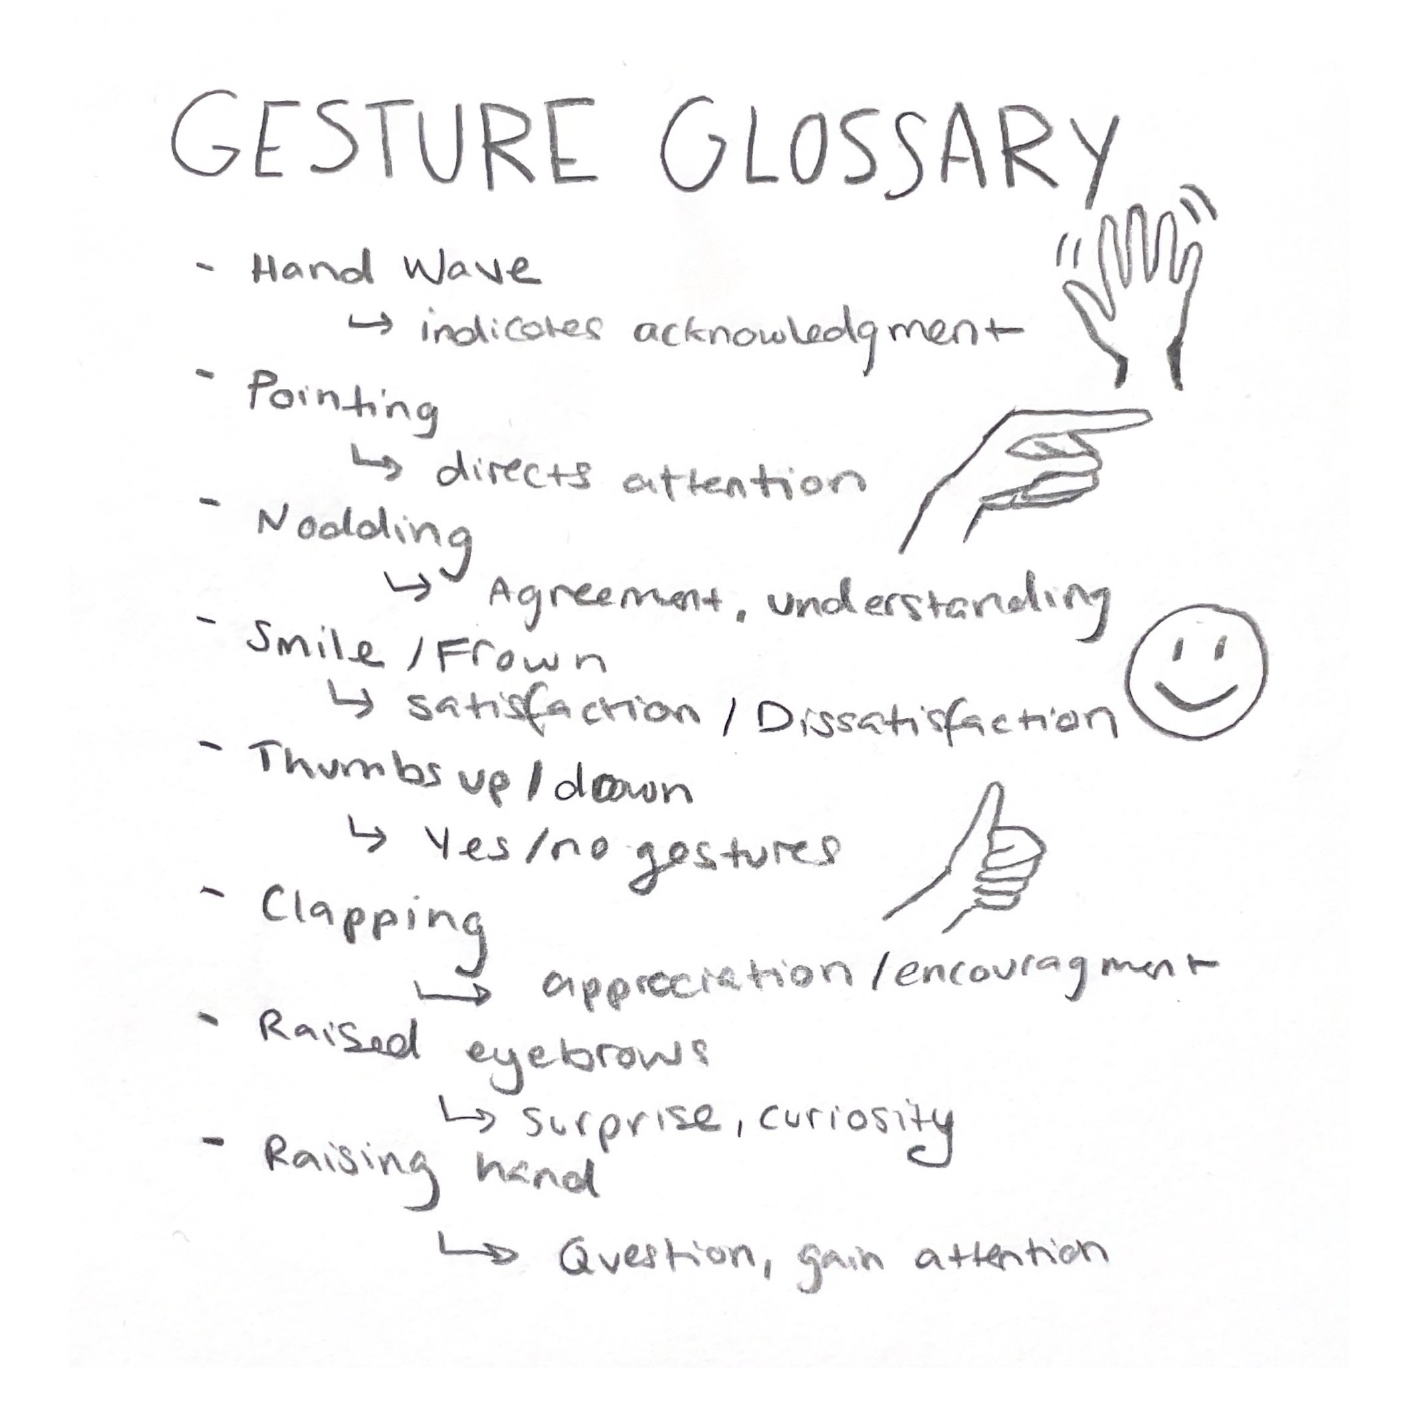 GESTURE GLOSSARY
- Hand Wave
↳ indicates acknowledgment
- Pointing
↳ directs attention
- Nodding
↳ Agreement, understanding
- Smile / Frown
↳ satisfaction / Dissatisfaction
- Thumbs up / down
↳ Yes/no gestures
- Clapping
↳ appreciation / encouragment
- Raised eyebrows
↳ surprise, curiosity
- Raising hand
↳ Question, gain attention